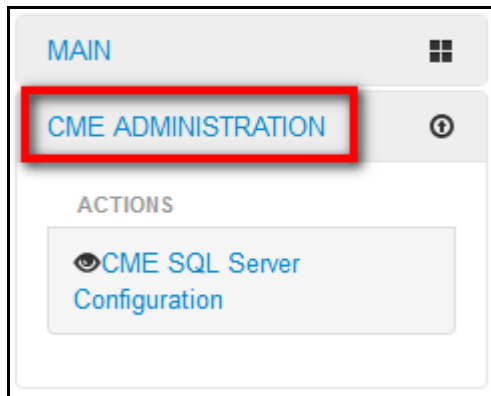 MAIN
CME ADMINISTRATION
ACTIONS
CME SQL Server
Configuration